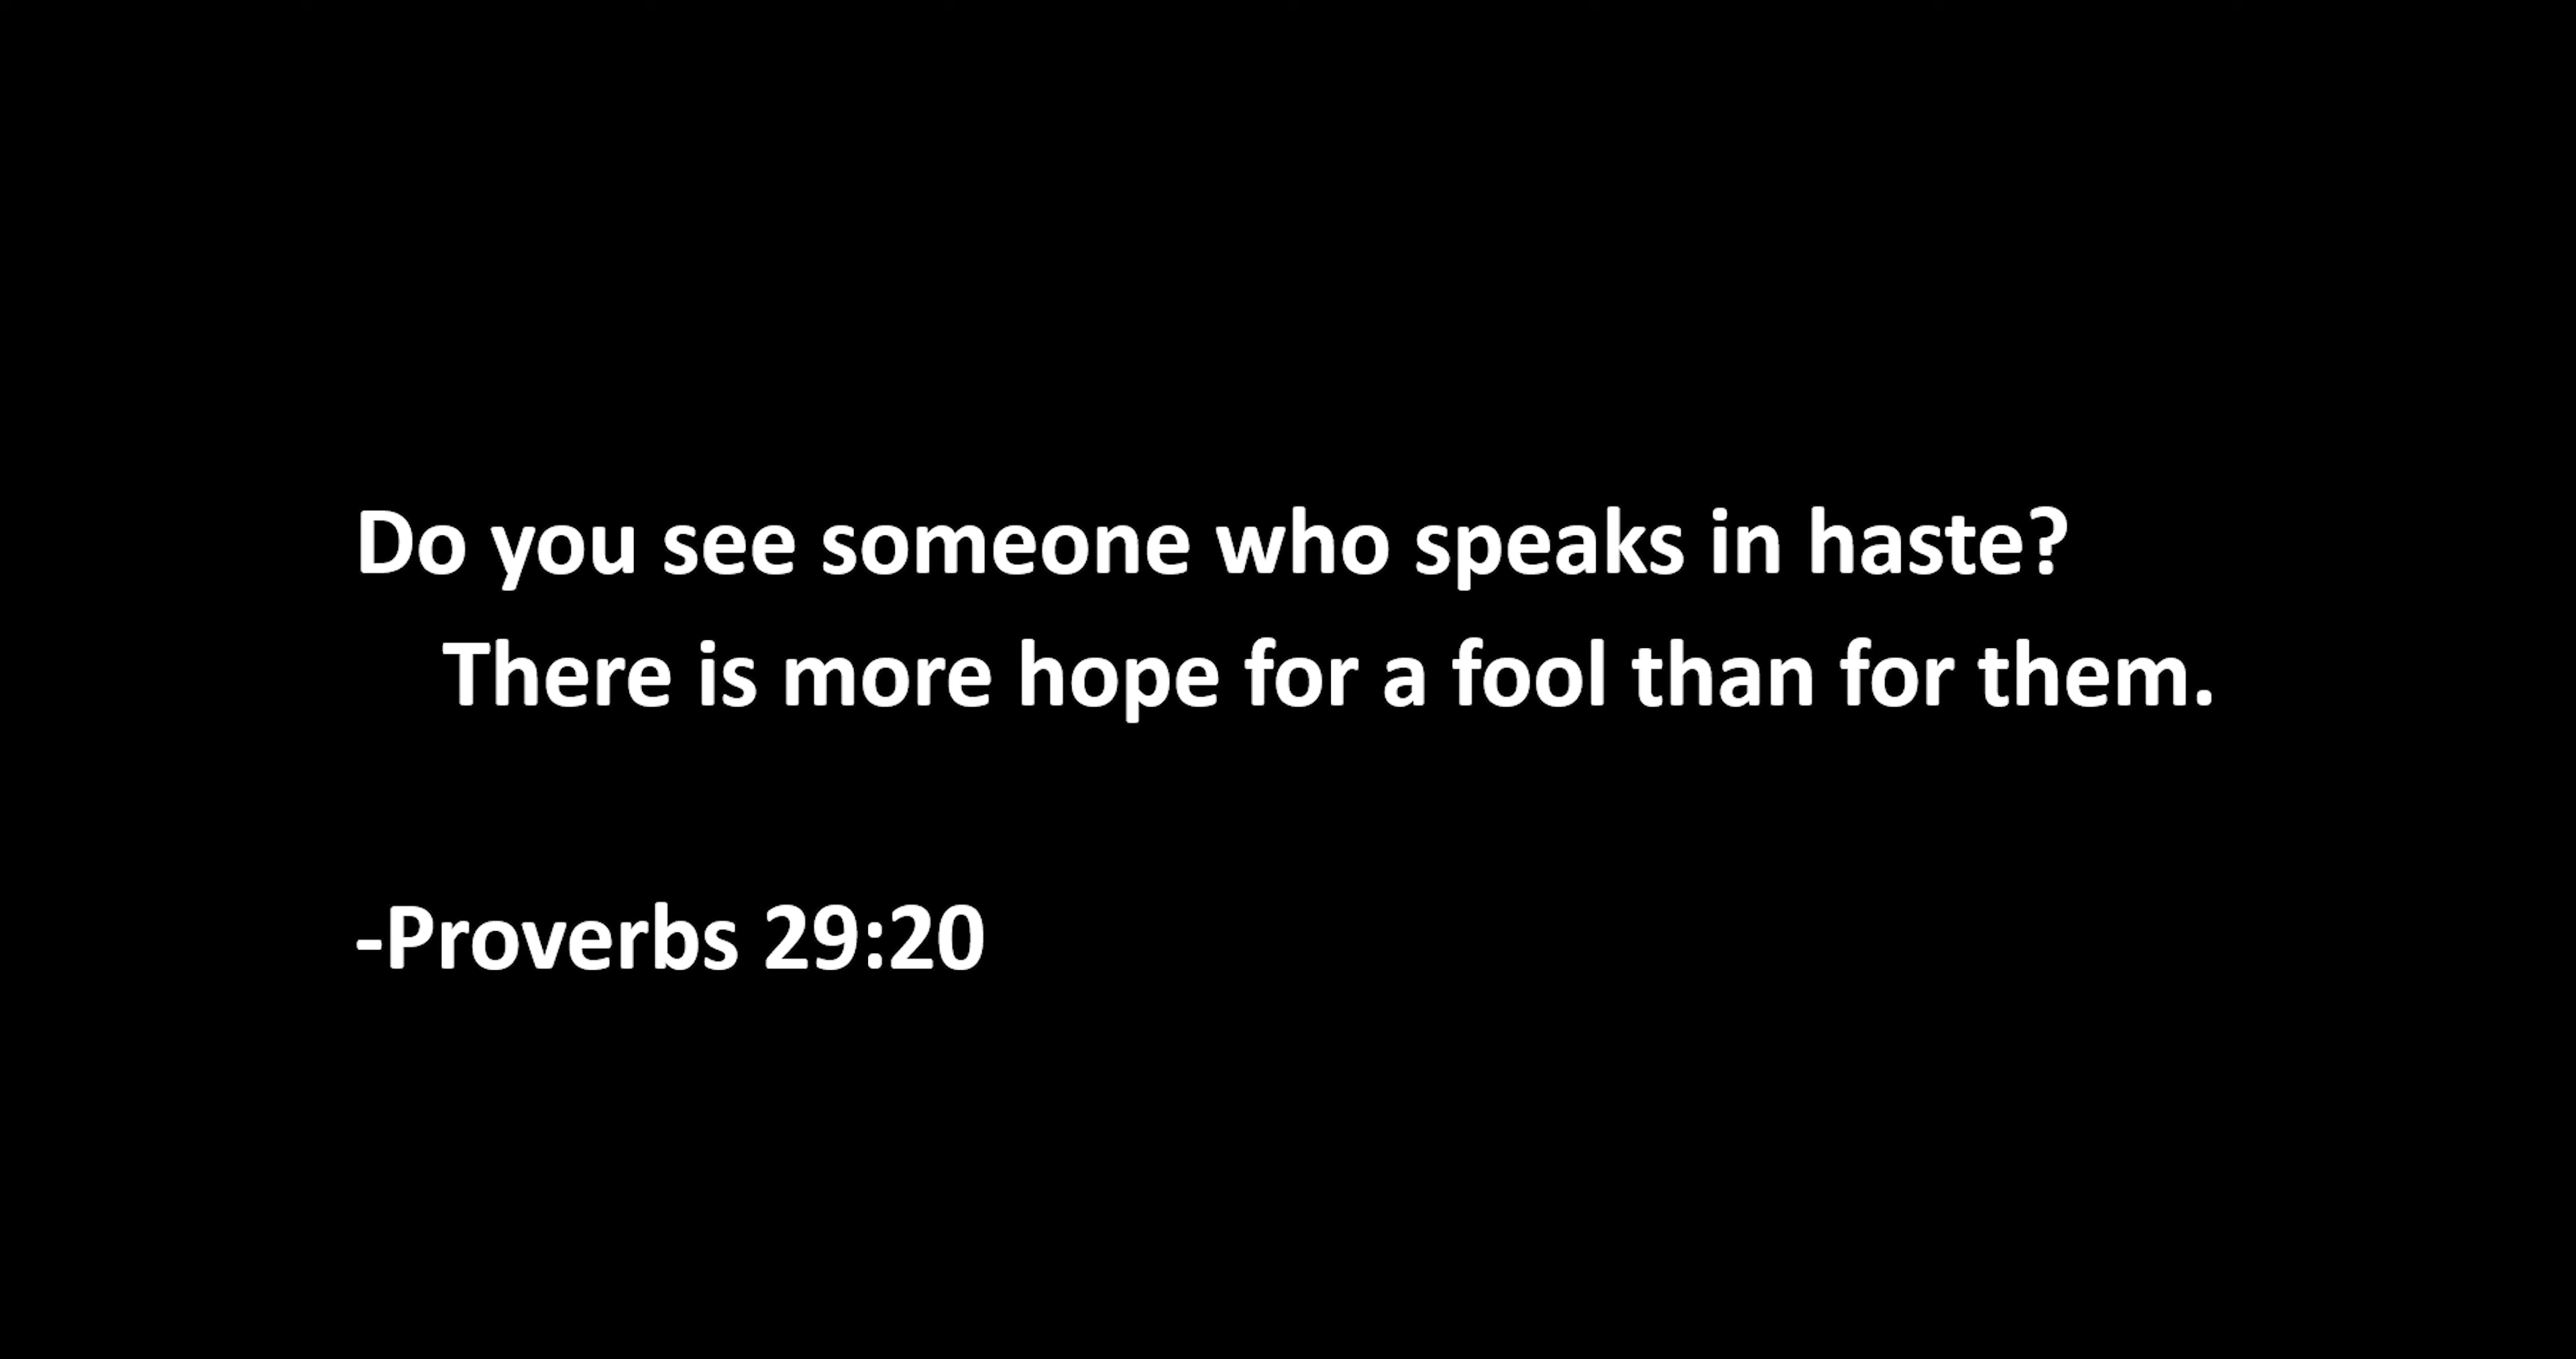 Do you see someone who speaks in haste?
There is more hope for a fool than for them.
-Proverbs 29:20